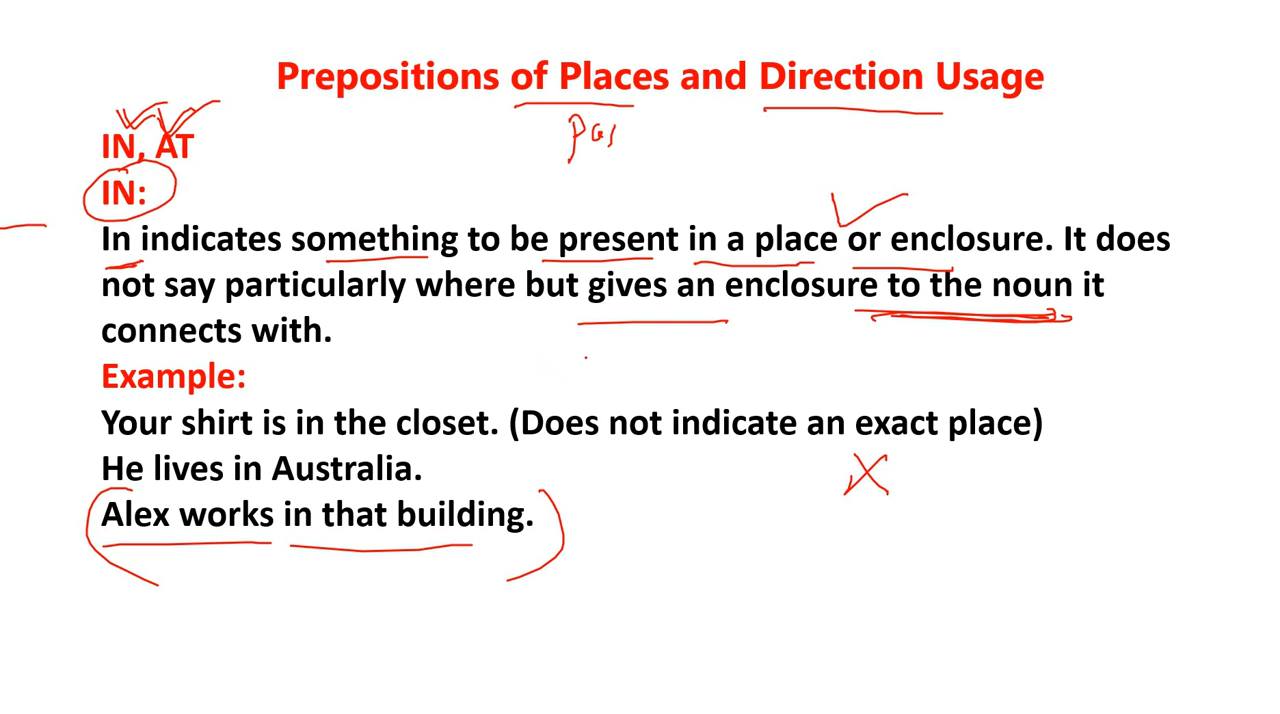 Prepositions of Places and Direction Usage
IN, AT
IN:
In indicates something to be present in a place or enclosure. It does
not say particularly where but gives an enclosure to the noun it
connects with.
Example:
Your shirt is in the closet. (Does not indicate an exact place)
He lives in Australia.
Alex works in that building.